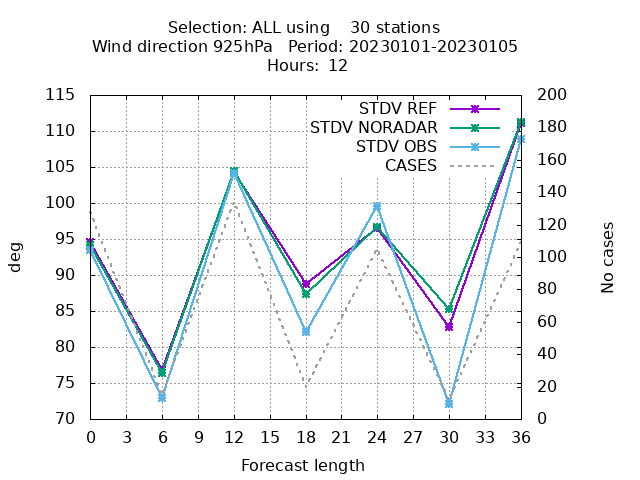 Selection: ALL using    30 stations
Wind direction 925hPa   Period: 20230101-20230105
Hours: 12
115
110
105
100
95
90
85
80
75
70
200
180
160
140
120
100
80
60
40
20
0
STDV REF
STDV NORADAR
STDV OBS
CASES
deg
No cases
0 3 6 9 12 15 18 21 24 27 30 33 36
Forecast length